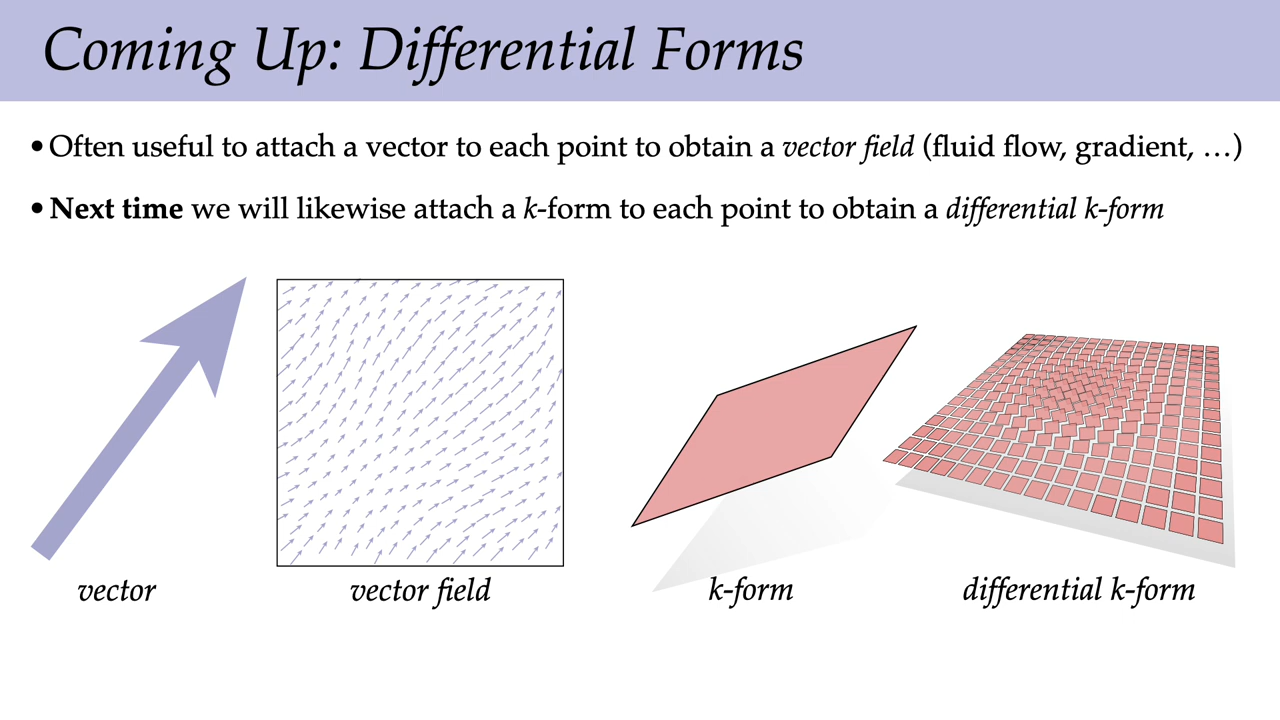 Coming Up: Differential Forms
•Often useful to attach a vector to each point to obtain a vector field (fluid flow, gradient, …)
•Next time we will likewise attach a k-form to each point to obtain a differential k-form
vector
vector field
k-form
differential k-form